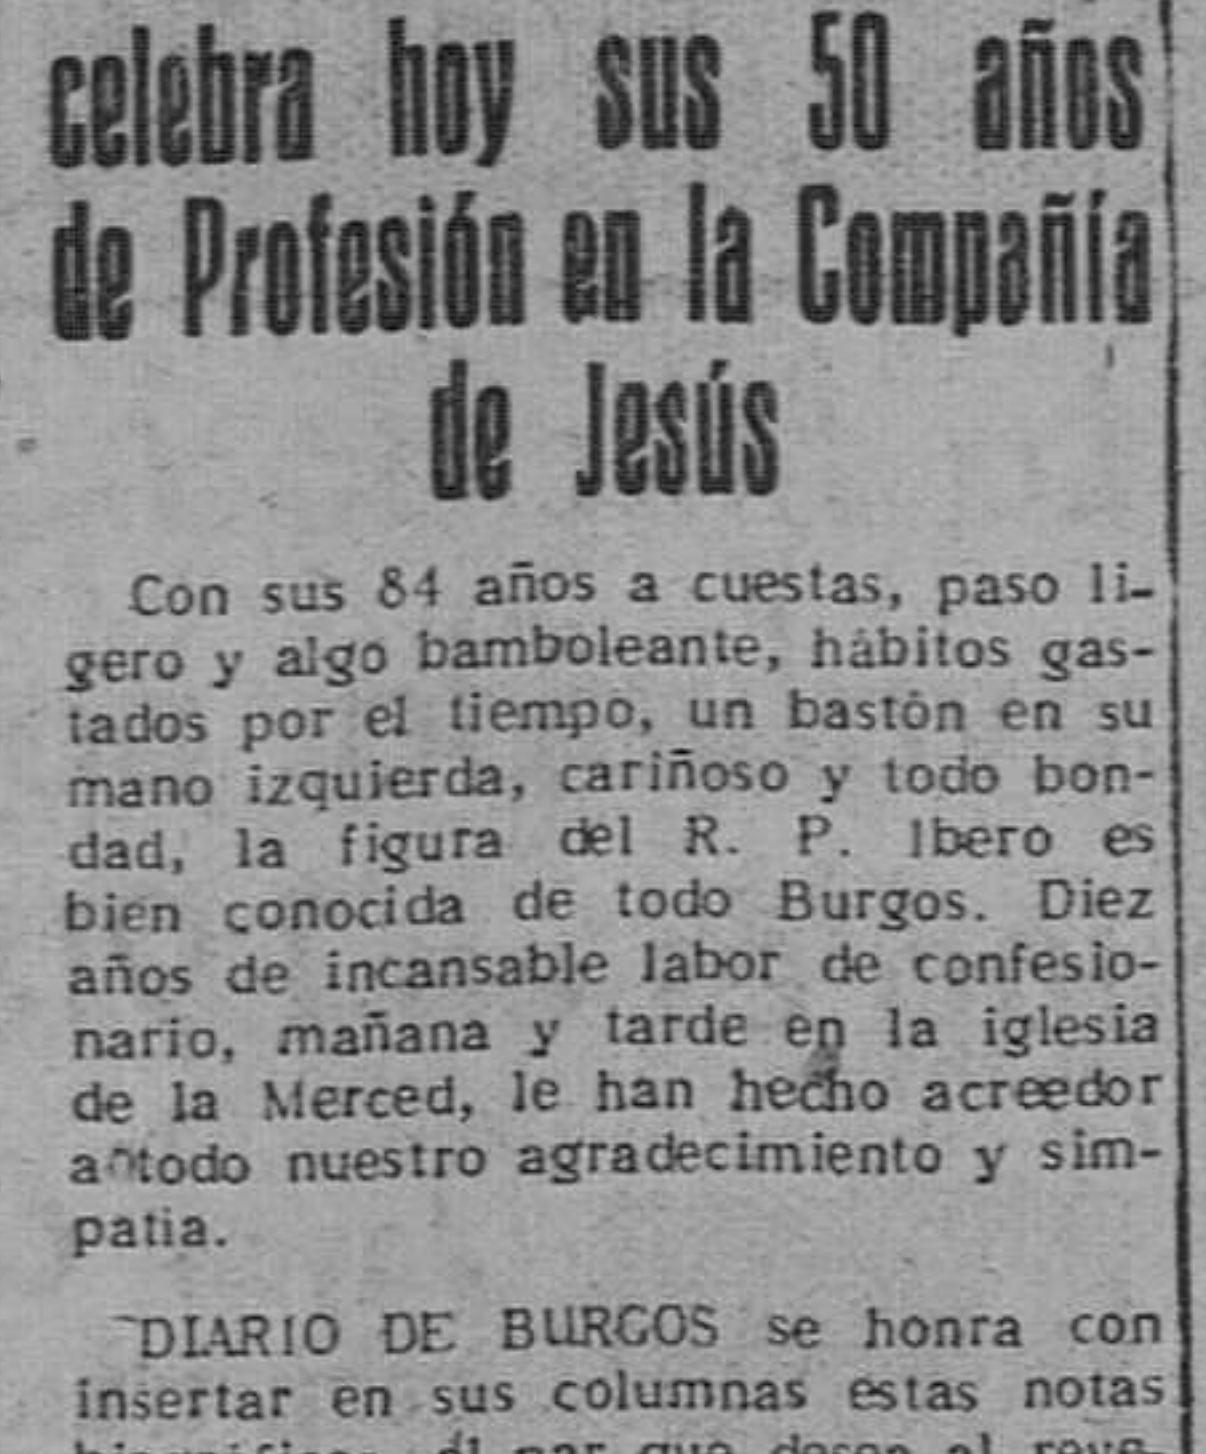 celebra hoy sus 50 años
de Profesión en la Compañía
de Jesús
Con sus 84 años a cuestas, paso li-
gero y algo bamboleante, hábitos gas-
tados por el tiempo, un bastón en su
mano izquierda, cariñoso y todo bon-
dad, la figura del R. P. Ibero es
bien conocida de todo Burgos. Diez
años de incansable labor de confesio-
nario, mañana y tarde en la iglesia
de la Merced, le han hecho acreedor
a todo nuestro agradecimiento y sim-
patia.
DIARIO DE BURGOS se honra con
insertar en sus columnas estas notas
par que desea al